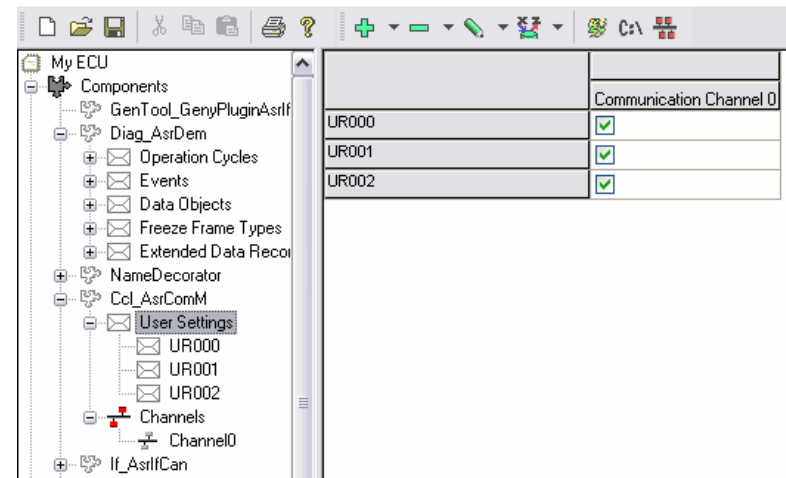 C:\
My ECU
Components
GenTool_GenyPluginAsrIf
Diag_AsrDem
Operation Cycles
Events
Data Objects
Freeze Frame Types
Extended Data Recor
NameDecorator
Ccl_AsrComM
User Settings
UR000
UR001
UR002
Channels
Channel0
If_AsrIfCan
Communication Channel 0
UR000
UR001
UR002